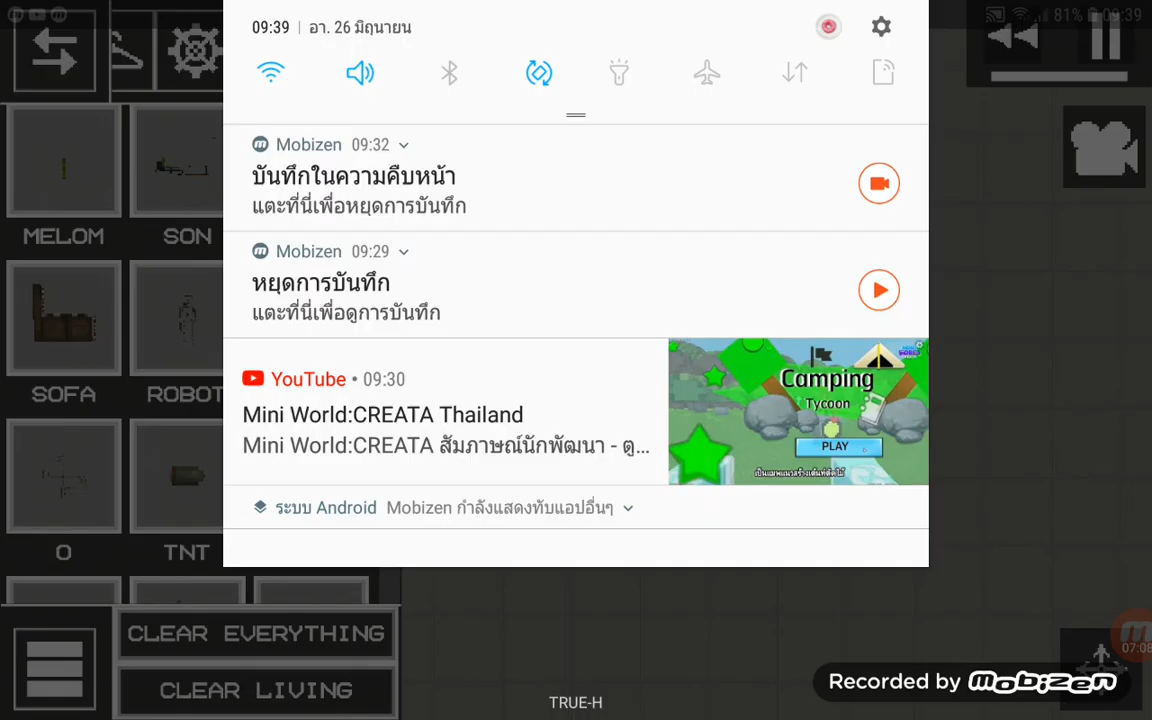 81% 09:39
09:39 | อา. 26 มิถุนายน
Mobizen 09:32
บันทึกในความคืบหน้า
แตะที่นี่เพื่อหยุดการบันทึก
Mobizen 09:29
หยุดการบันทึก
แตะที่นี่เพื่อดูการบันทึก
YouTube • 09:30
Mini World:CREATA Thailand
Mini World:CREATA สัมภาษณ์นักพัฒนา - ตู...
Camping
Tycoon
PLAY
ระบบ Android Mobizen กำลังแสดงทับแอปอื่นๆ
MELOM
SON
SOFA
ROBOT
O
TNT
CLEAR EVERYTHING
CLEAR LIVING
TRUE-H
07:08
Recorded by mobizen